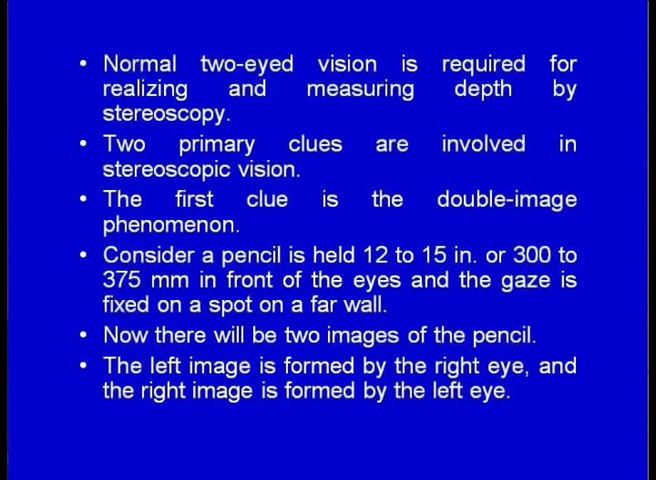 • Normal two-eyed vision is required for
realizing and measuring depth by
stereoscopy.
• Two primary clues are involved in
stereoscopic vision.
• The first clue is the double-image
phenomenon.
• Consider a pencil is held 12 to 15 in. or 300 to
375 mm in front of the eyes and the gaze is
fixed on a spot on a far wall.
• Now there will be two images of the pencil.
• The left image is formed by the right eye, and
the right image is formed by the left eye.